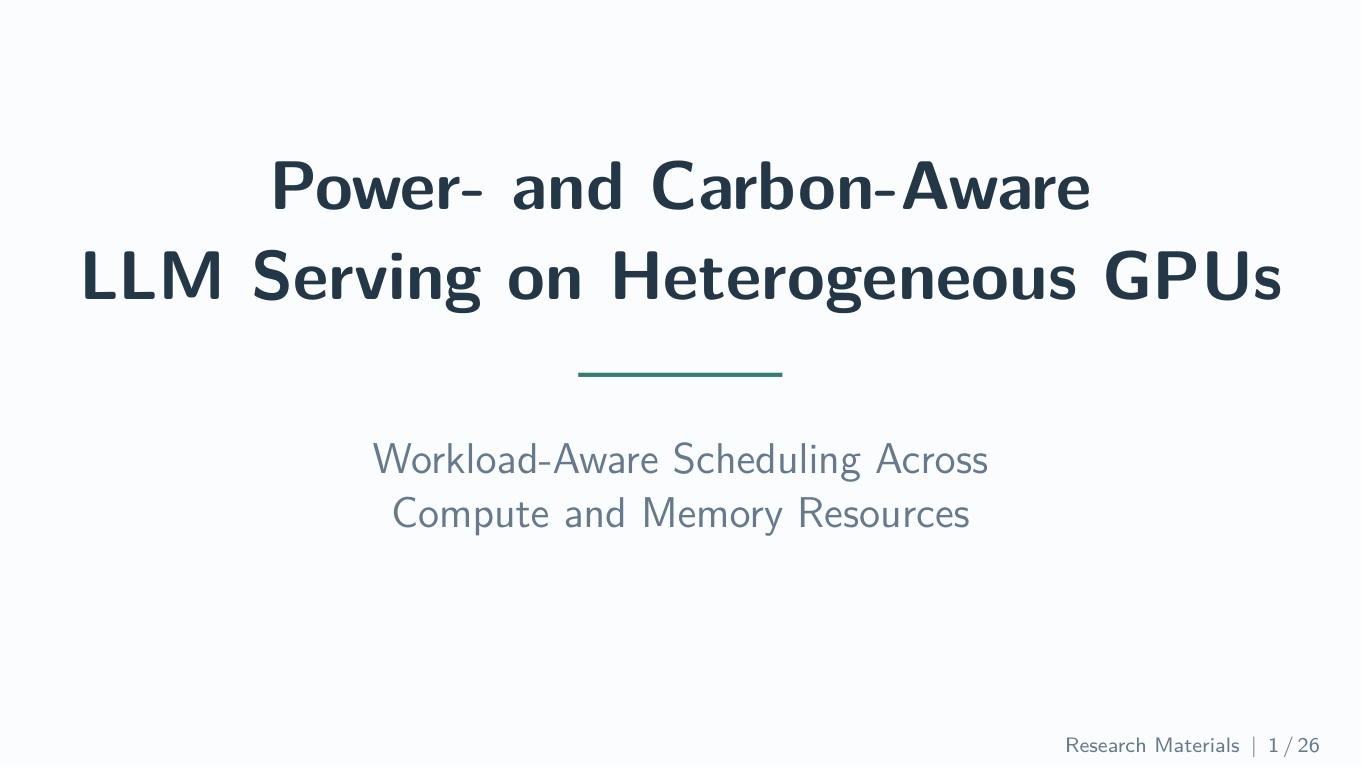 Power- and Carbon-Aware
LLM Serving on Heterogeneous GPUs
Workload-Aware Scheduling Across
Compute and Memory Resources
Research Materials | 1 / 26